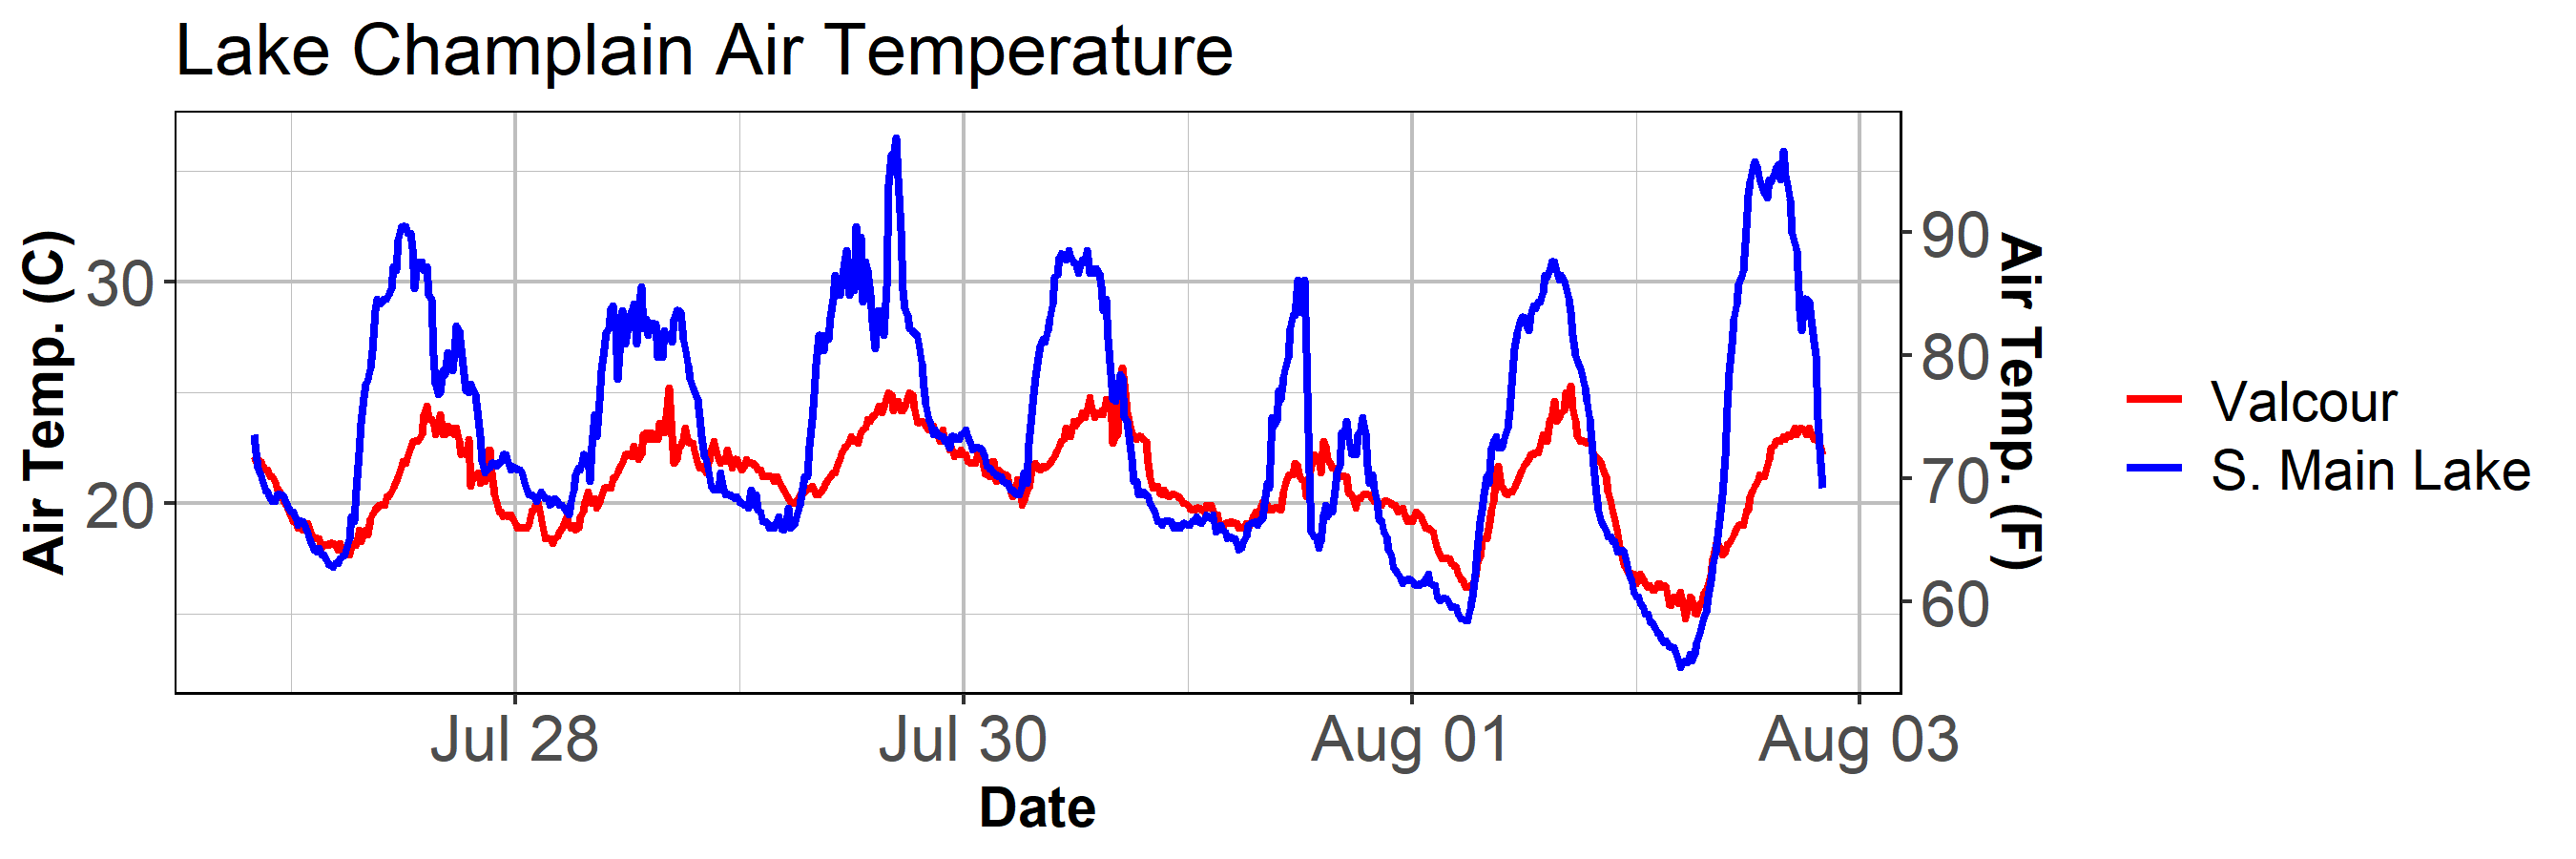 Lake Champlain Air Temperature
Air Temp. (C)
30
20
90
80
70
60
Air Temp. (F)
Jul 28
Jul 30
Aug 01
Aug 03
Date
Valcour
S. Main Lake